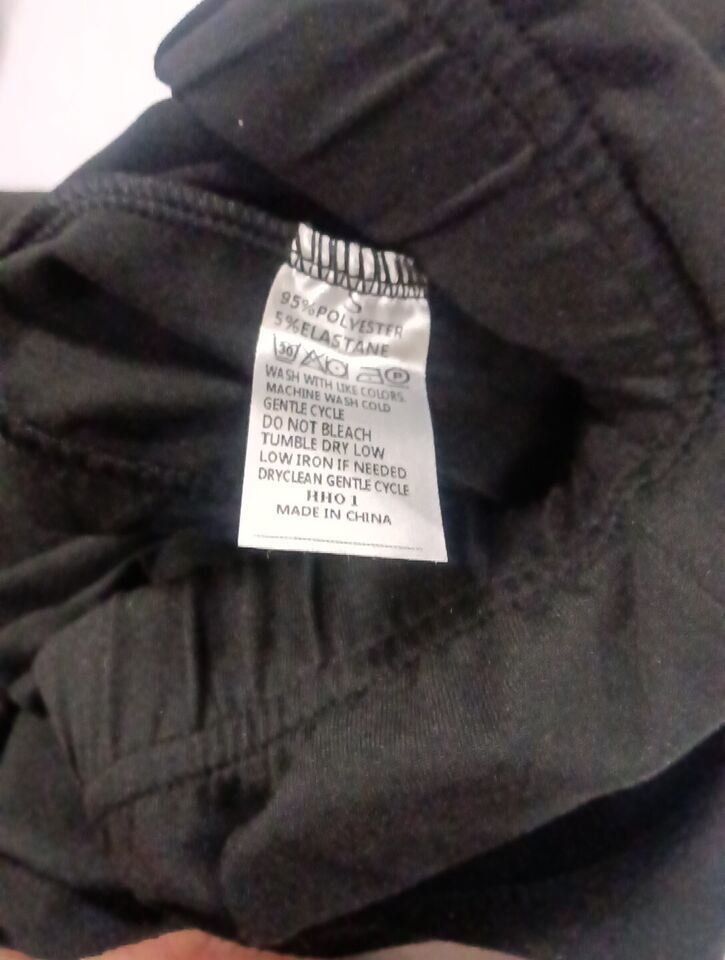 S
95%POLYESTER
5%ELASTANE
30 P
WASH WITH LIKE COLORS.
MACHINE WASH COLD
GENTLE CYCLE
DO NOT BLEACH
TUMBLE DRY LOW
LOW IRON IF NEEDED
DRYCLEAN GENTLE CYCLE
HHO 1
MADE IN CHINA